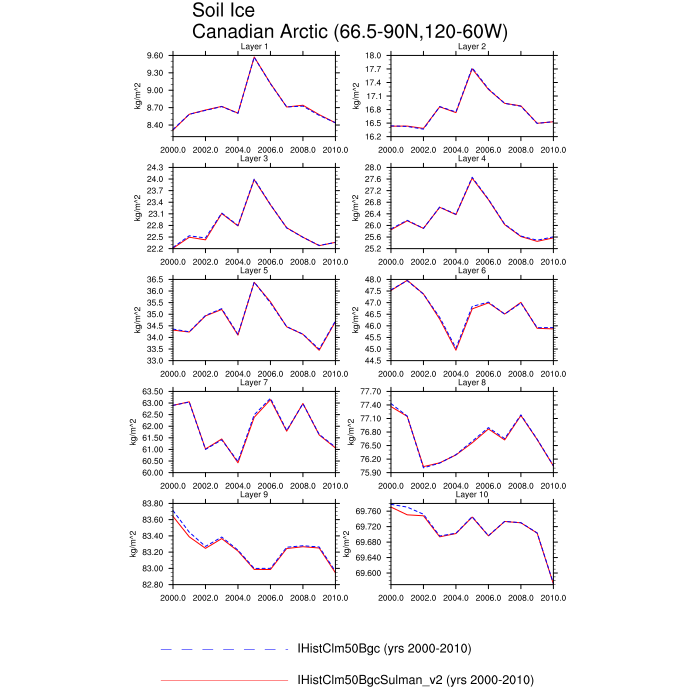 Soil Ice
Canadian Arctic (66.5-90N,120-60W)
Layer 1
kg/m^2
9.60
9.30
9.00
8.70
8.40
2000.0 2002.0 2004.0 2006.0 2008.0 2010.0
Layer 2
kg/m^2
18.0
17.7
17.4
17.1
16.8
16.5
16.2
2000.0 2002.0 2004.0 2006.0 2008.0 2010.0
Layer 3
kg/m^2
24.3
24.0
23.7
23.4
23.1
22.8
22.5
22.2
2000.0 2002.0 2004.0 2006.0 2008.0 2010.0
Layer 4
kg/m^2
28.0
27.6
27.2
26.8
26.4
26.0
25.6
25.2
2000.0 2002.0 2004.0 2006.0 2008.0 2010.0
Layer 5
kg/m^2
36.5
36.0
35.5
35.0
34.5
34.0
33.5
33.0
2000.0 2002.0 2004.0 2006.0 2008.0 2010.0
Layer 6
kg/m^2
48.0
47.5
47.0
46.5
46.0
45.5
45.0
44.5
2000.0 2002.0 2004.0 2006.0 2008.0 2010.0
Layer 7
kg/m^2
63.50
63.00
62.50
62.00
61.50
61.00
60.50
60.00
2000.0 2002.0 2004.0 2006.0 2008.0 2010.0
Layer 8
kg/m^2
77.70
77.40
77.10
76.80
76.50
76.20
75.90
2000.0 2002.0 2004.0 2006.0 2008.0 2010.0
Layer 9
kg/m^2
83.80
83.60
83.40
83.20
83.00
82.80
2000.0 2002.0 2004.0 2006.0 2008.0 2010.0
Layer 10
kg/m^2
69.760
69.720
69.680
69.640
69.600
2000.0 2002.0 2004.0 2006.0 2008.0 2010.0
IHistClm50Bgc (yrs 2000-2010)
IHistClm50BgcSulman_v2 (yrs 2000-2010)